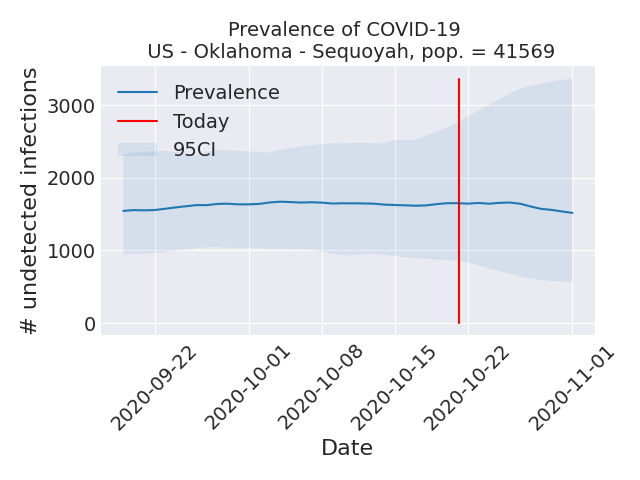 Prevalence of COVID-19
US - Oklahoma - Sequoyah, pop. = 41569
# undetected infections
3000
2000
1000
0
Prevalence
Today
95CI
2020-09-22
2020-10-01
2020-10-08
2020-10-15
2020-10-22
2020-11-01
Date